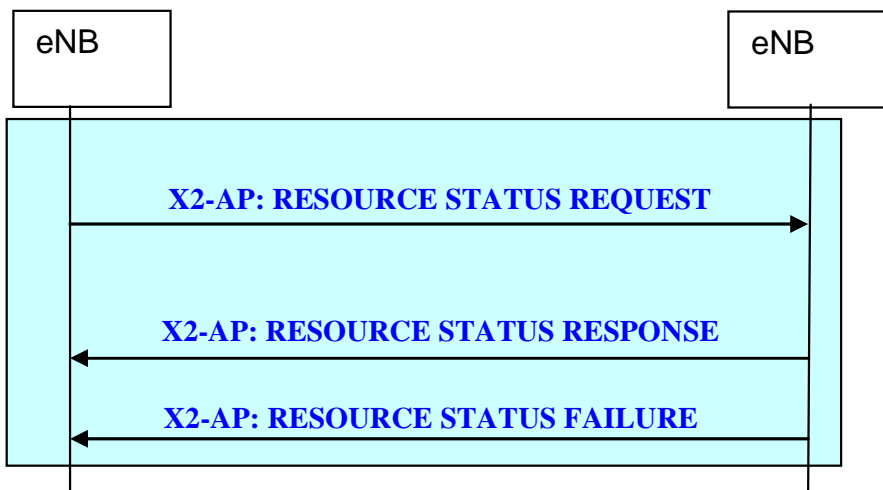 eNB
eNB
X2-AP: RESOURCE STATUS REQUEST
X2-AP: RESOURCE STATUS RESPONSE
X2-AP: RESOURCE STATUS FAILURE